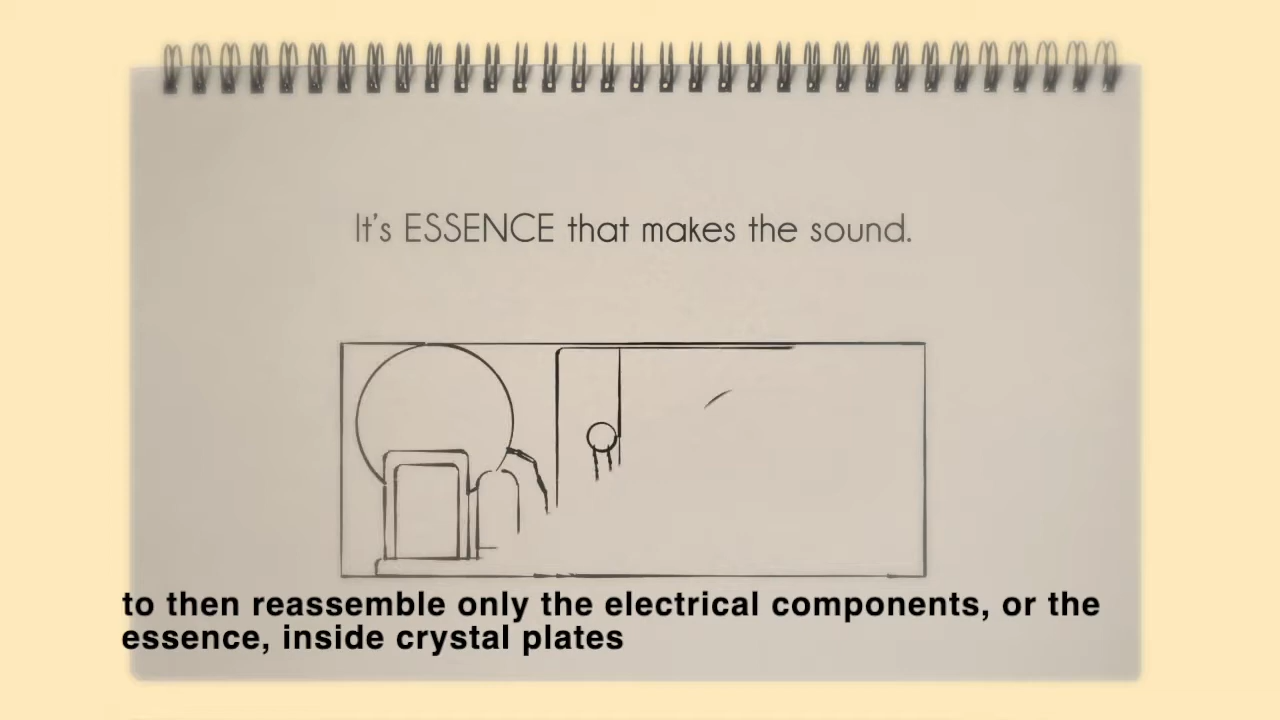 It's ESSENCE that makes the sound.
to then reassemble only the electrical components, or the
essence, inside crystal plates